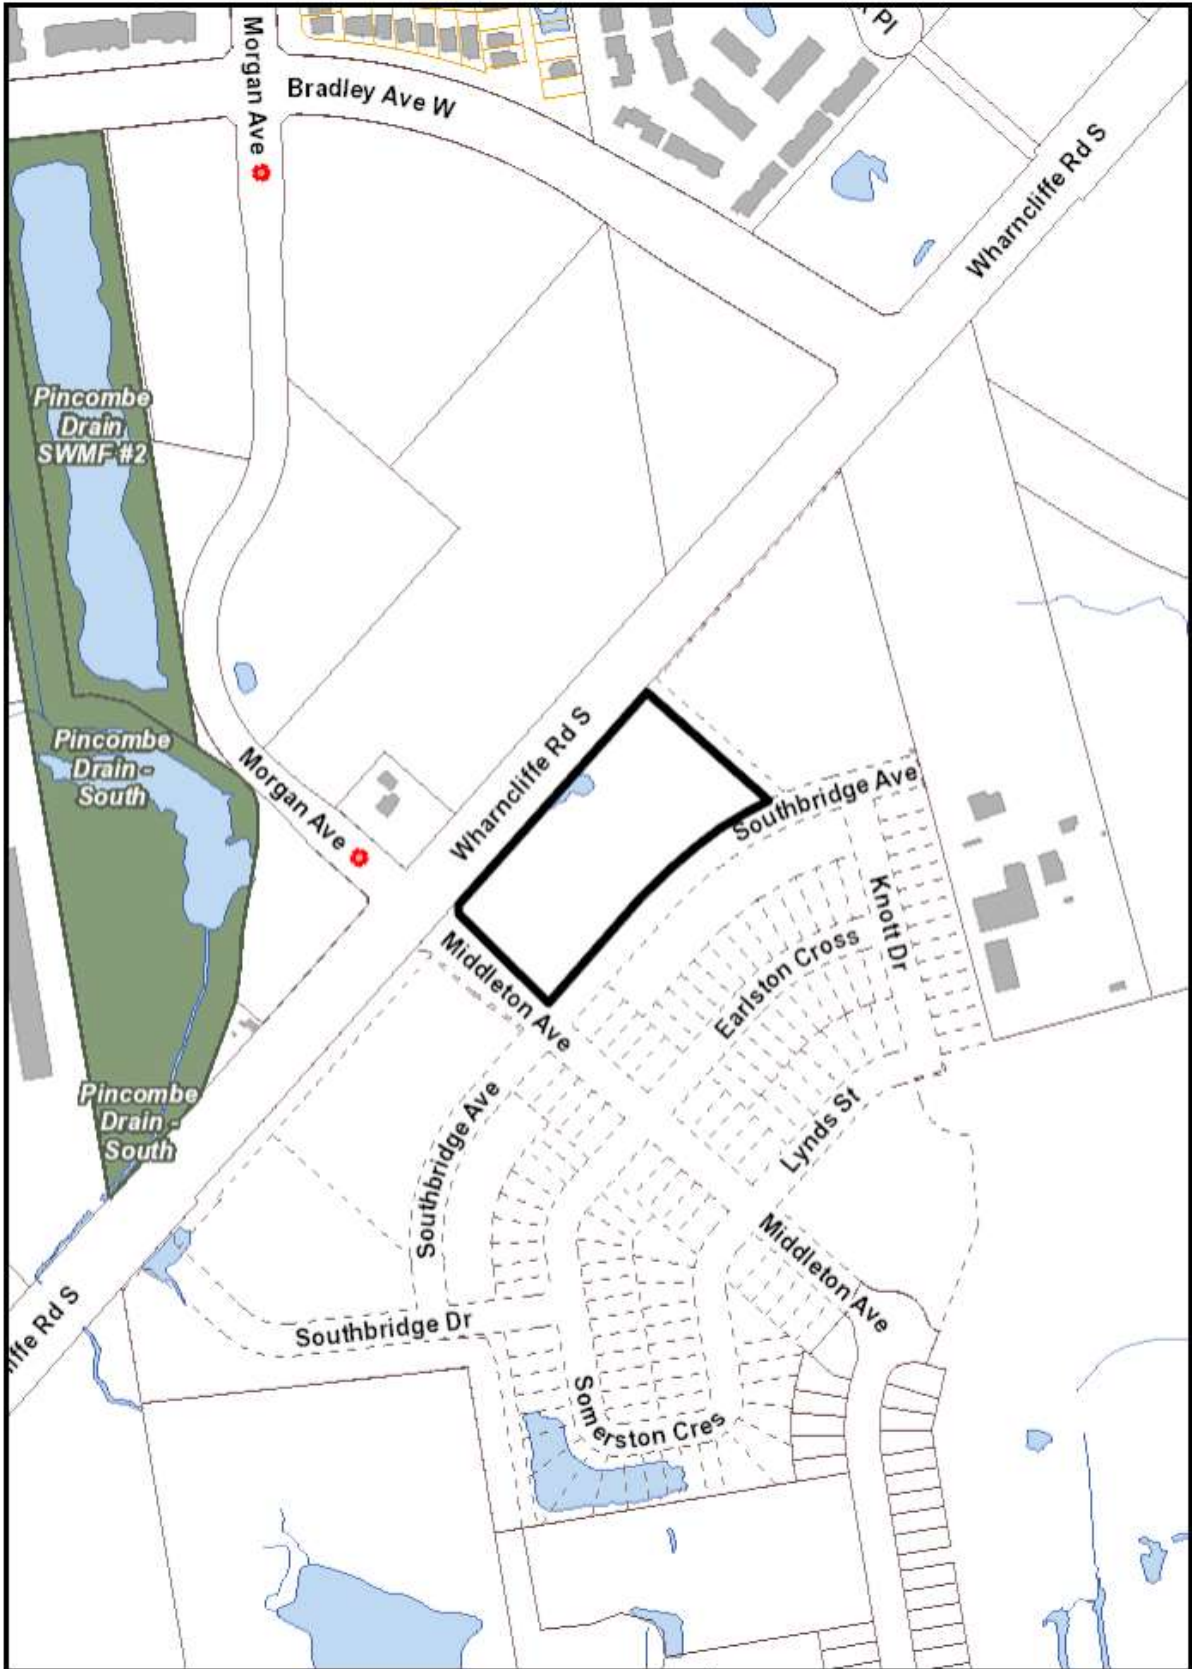 Morgan Ave
Bradley Ave W
Pl
Wharncliffe Rd S
Pincombe
Drain
SWMF #2
Pincombe
Drain -
South
Morgan Ave
Wharncliffe Rd S
Southbridge Ave
Knott Dr
Middleton Ave
Earlston Cross
Southbridge Ave
Lynds St
Pincombe
Drain -
South
Middleton Ave
Southbridge Dr
iffe Rd S
Somerston Cres